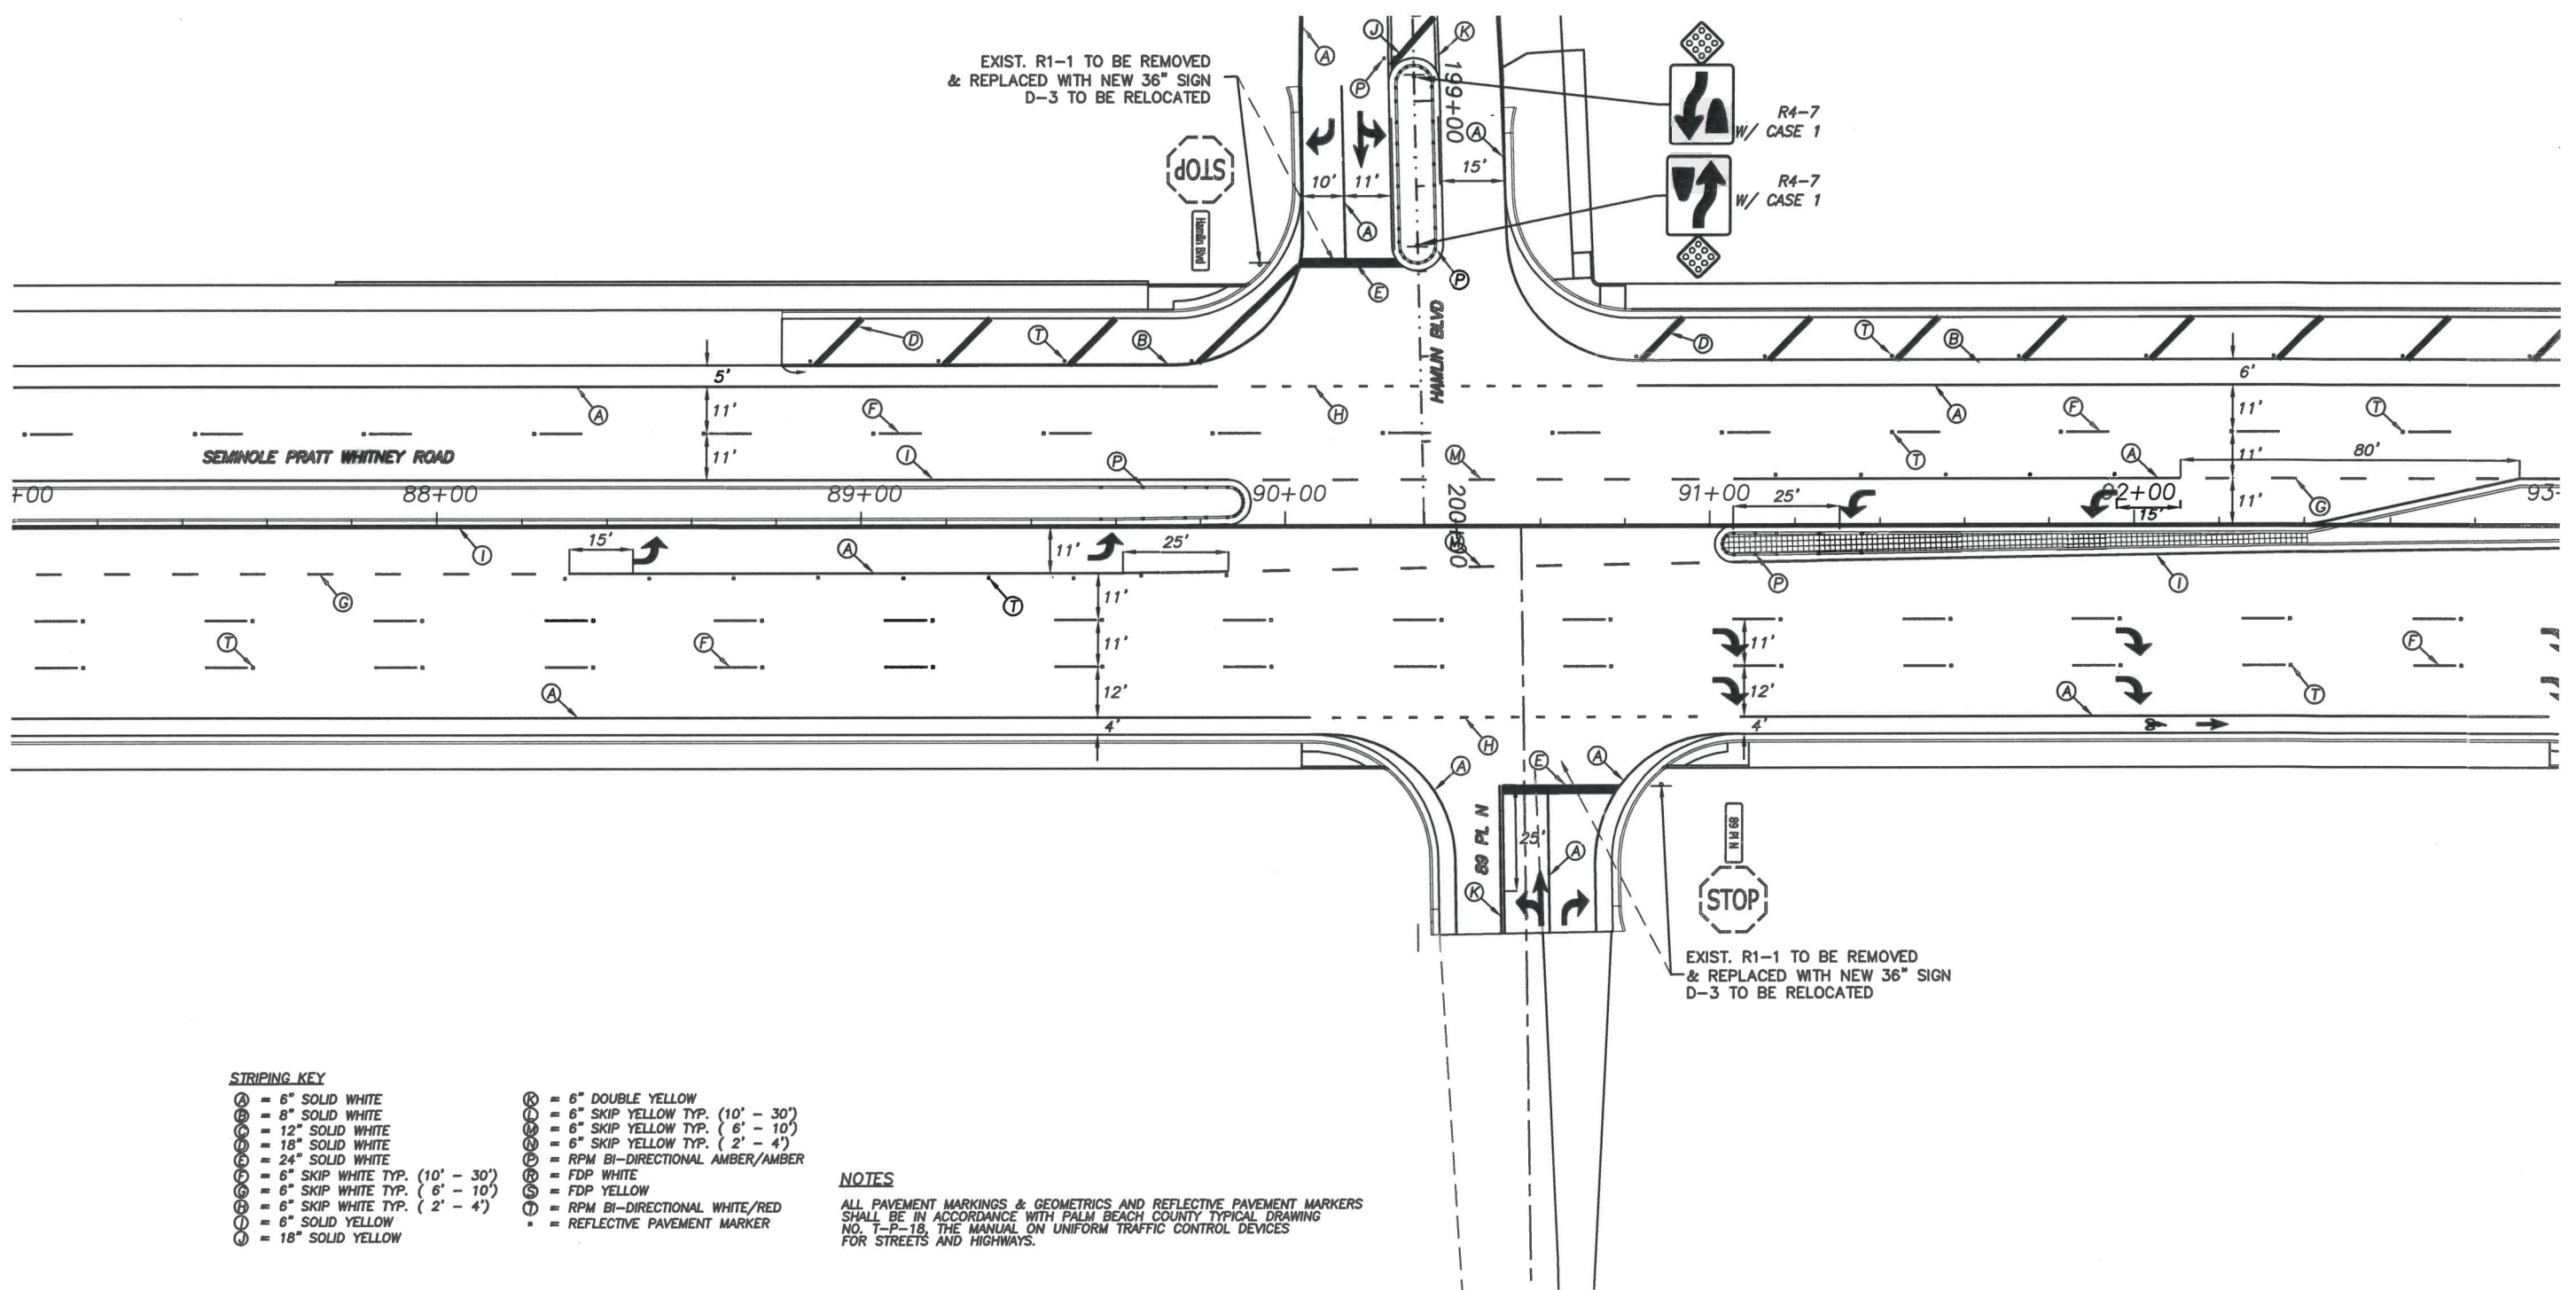 EXIST. R1-1 TO BE REMOVED
& REPLACED WITH NEW 36" SIGN
D-3 TO BE RELOCATED
STOP
Hamlin Blvd
A
J
K
P
199+00
A
10'
11'
15'
A
E
P
R4-7
W/ CASE 1
R4-7
W/ CASE 1
HAMLIN BLVD
D
T
B
D
T
B
5'
11'
11'
A
F
H
A
F
T
T
6'
11'
11'
11'
80'
SEMINOLE PRATT WHITNEY ROAD
I
P
M
A
G
+00
88+00
89+00
90+00
200+00
91+00
92+00
93-
25'
15'
I
15'
A
11'
25'
M
P
I
G
T
11'
11'
12'
4'
T
F
A
11'
12'
4'
F
T
A
H
A
E
A
89 PL N
25'
A
K
89 Pl N
STOP
EXIST. R1-1 TO BE REMOVED
& REPLACED WITH NEW 36" SIGN
D-3 TO BE RELOCATED
STRIPING KEY
A = 6" SOLID WHITE
B = 8" SOLID WHITE
C = 12" SOLID WHITE
D = 18" SOLID WHITE
E = 24" SOLID WHITE
F = 6" SKIP WHITE TYP. (10' - 30')
G = 6" SKIP WHITE TYP. ( 6' - 10')
H = 6" SKIP WHITE TYP. ( 2' - 4')
I = 6" SOLID YELLOW
J = 18" SOLID YELLOW
K = 6" DOUBLE YELLOW
L = 6" SKIP YELLOW TYP. (10' - 30')
M = 6" SKIP YELLOW TYP. ( 6' - 10')
N = 6" SKIP YELLOW TYP. ( 2' - 4')
P = RPM BI-DIRECTIONAL AMBER/AMBER
R = FDP WHITE
S = FDP YELLOW
T = RPM BI-DIRECTIONAL WHITE/RED
▪ = REFLECTIVE PAVEMENT MARKER
NOTES
ALL PAVEMENT MARKINGS & GEOMETRICS AND REFLECTIVE PAVEMENT MARKERS
SHALL BE IN ACCORDANCE WITH PALM BEACH COUNTY TYPICAL DRAWING
NO. T-P-18, THE MANUAL ON UNIFORM TRAFFIC CONTROL DEVICES
FOR STREETS AND HIGHWAYS.